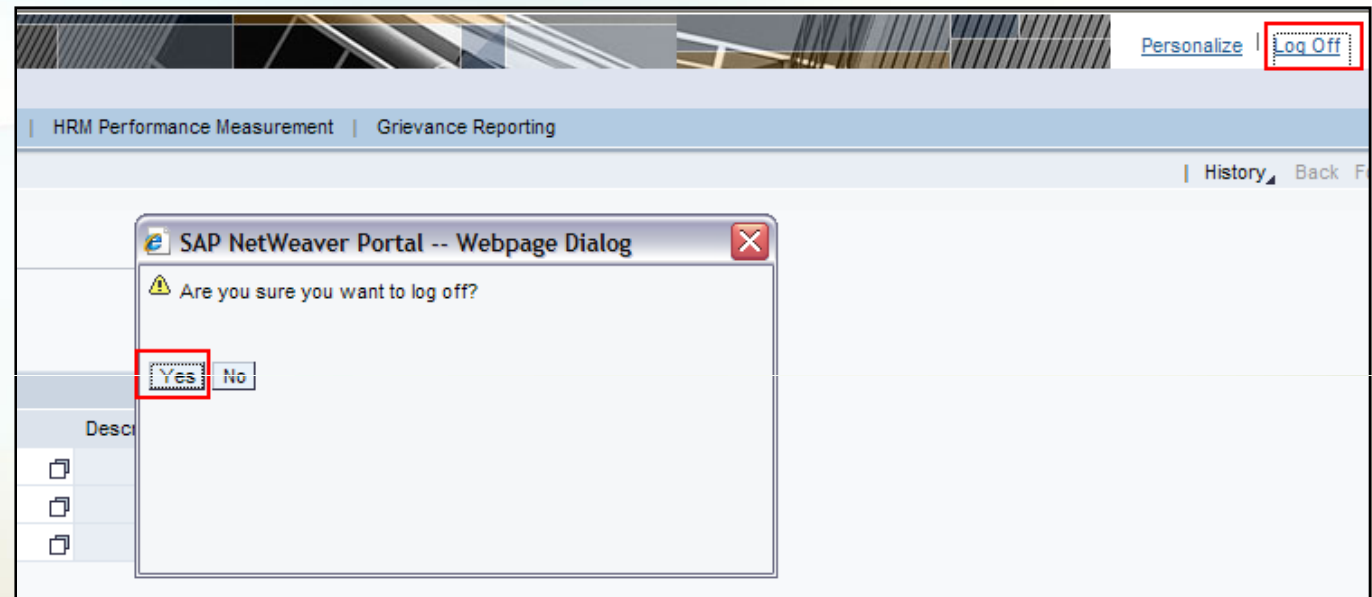 Personalize | Log Off
| HRM Performance Measurement | Grievance Reporting
| History Back
SAP NetWeaver Portal -- Webpage Dialog
Are you sure you want to log off?
Yes No